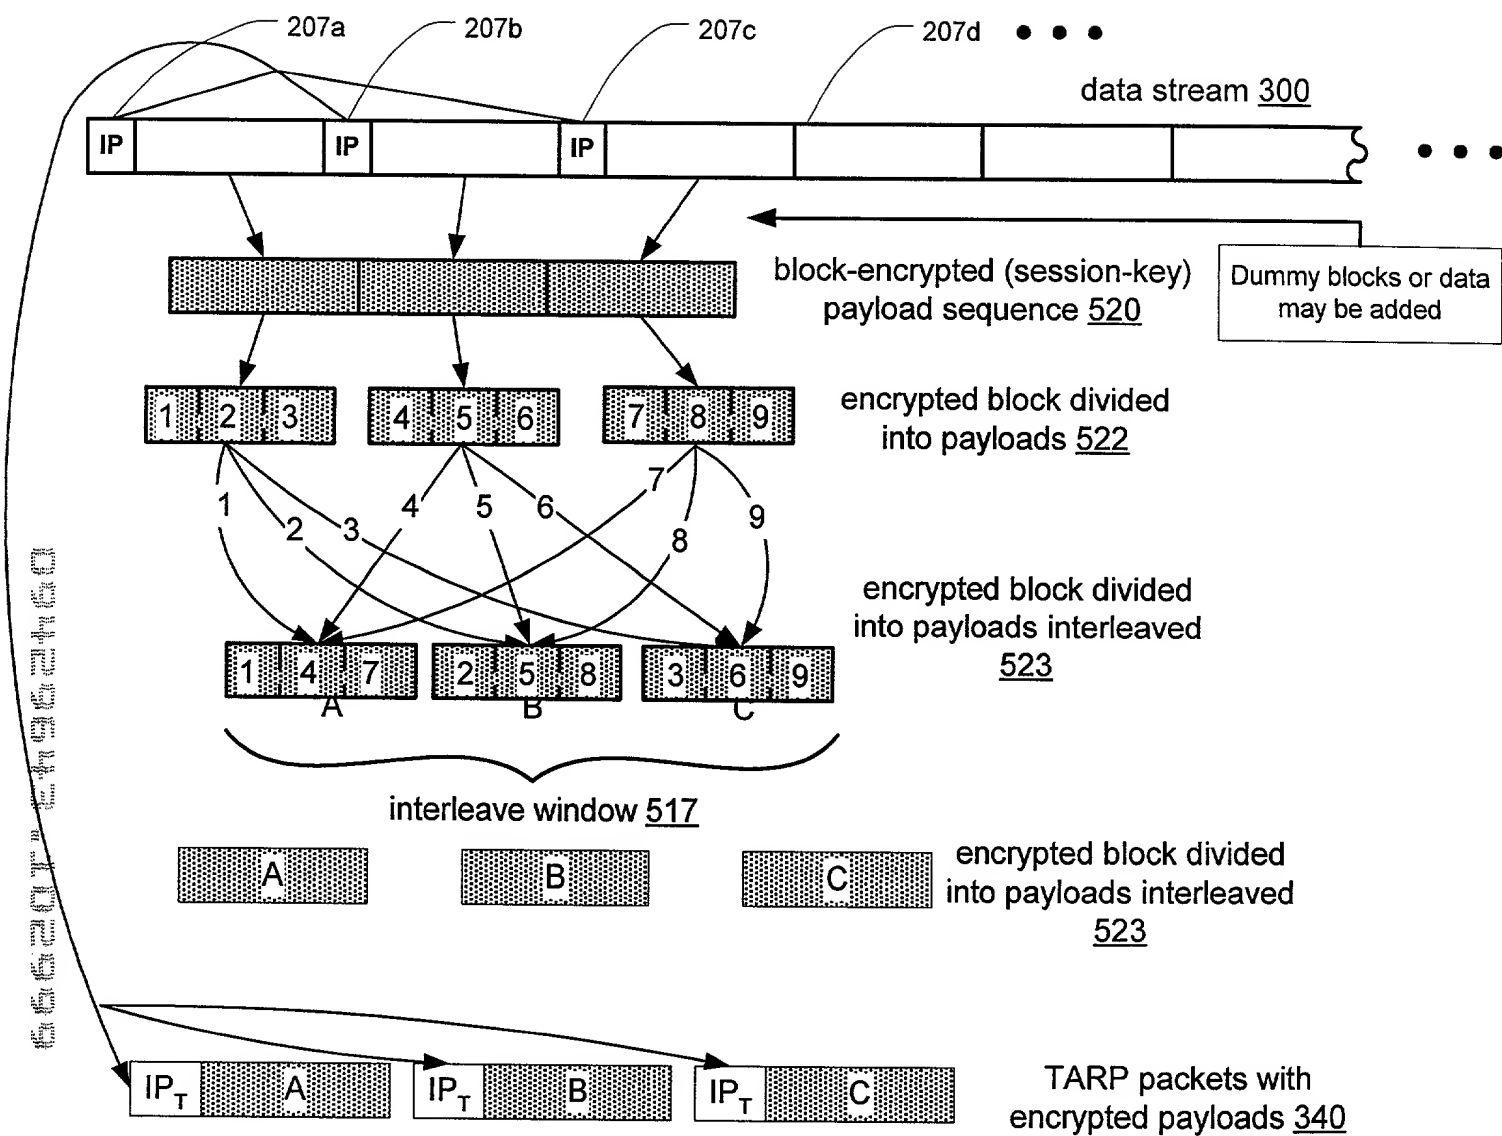 207a 207b 207c 207d
data stream 300
IP IP IP
block-encrypted (session-key)
payload sequence 520
Dummy blocks or data
may be added
1 2 3 4 5 6 7 8 9
encrypted block divided
into payloads 522
1 2 3 4 5 6 7 8 9
encrypted block divided
into payloads interleaved
523
1 4 7 2 5 8 3 6 9
A B C
interleave window 517
A B C
encrypted block divided
into payloads interleaved
523
IPT A IPT B IPT C
TARP packets with
encrypted payloads 340
09429643.102999